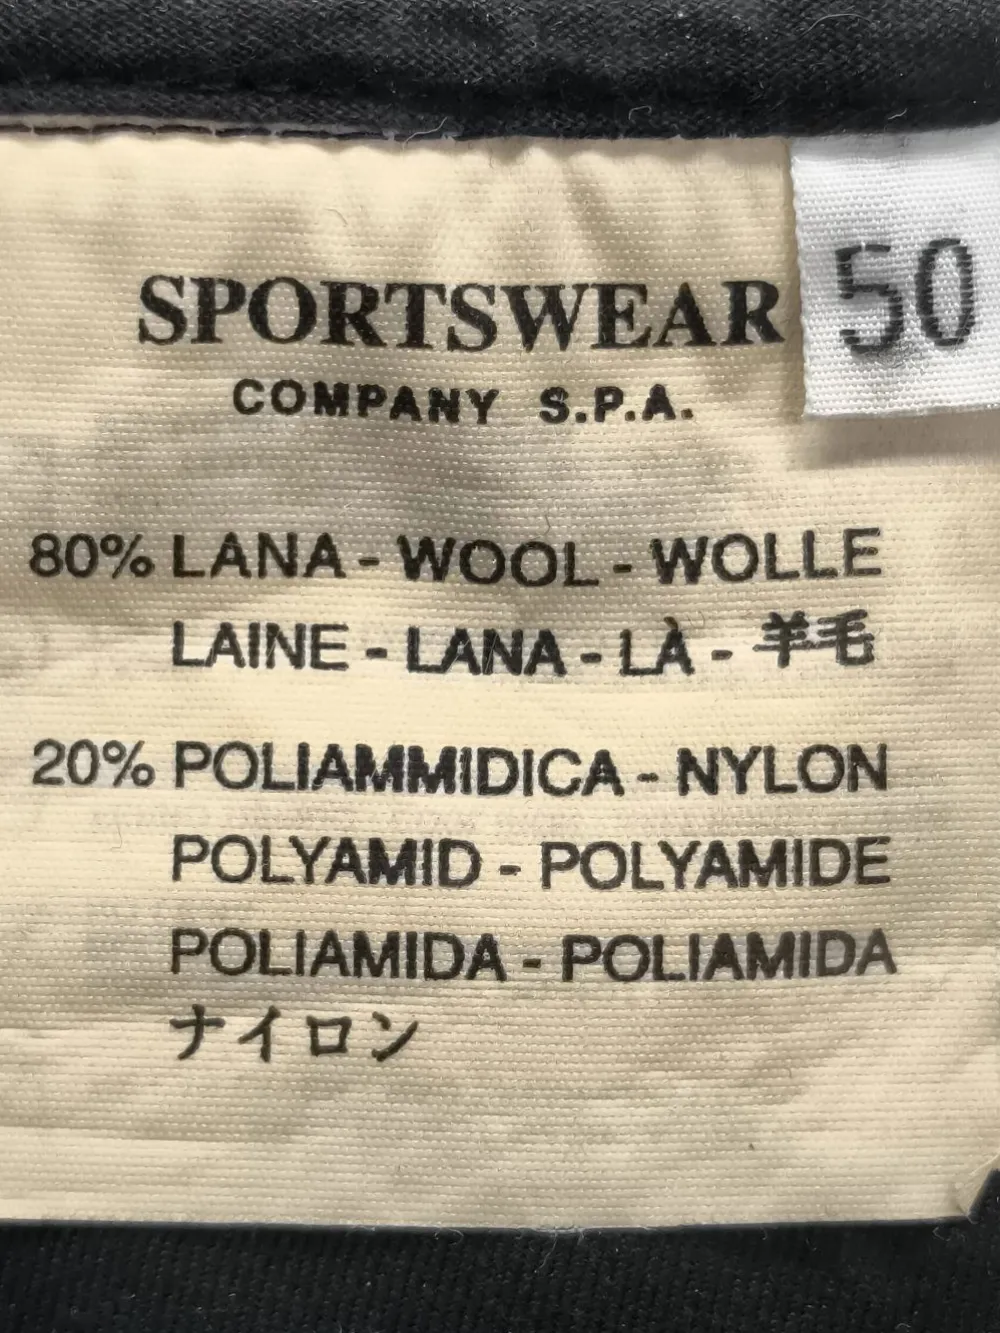 SPORTSWEAR
COMPANY S.P.A.
50
80% LANA - WOOL - WOLLE
LAINE - LANA - LÀ - 羊毛
20% POLIAMMIDICA - NYLON
POLYAMID - POLYAMIDE
POLIAMIDA - POLIAMIDA
ナイロン